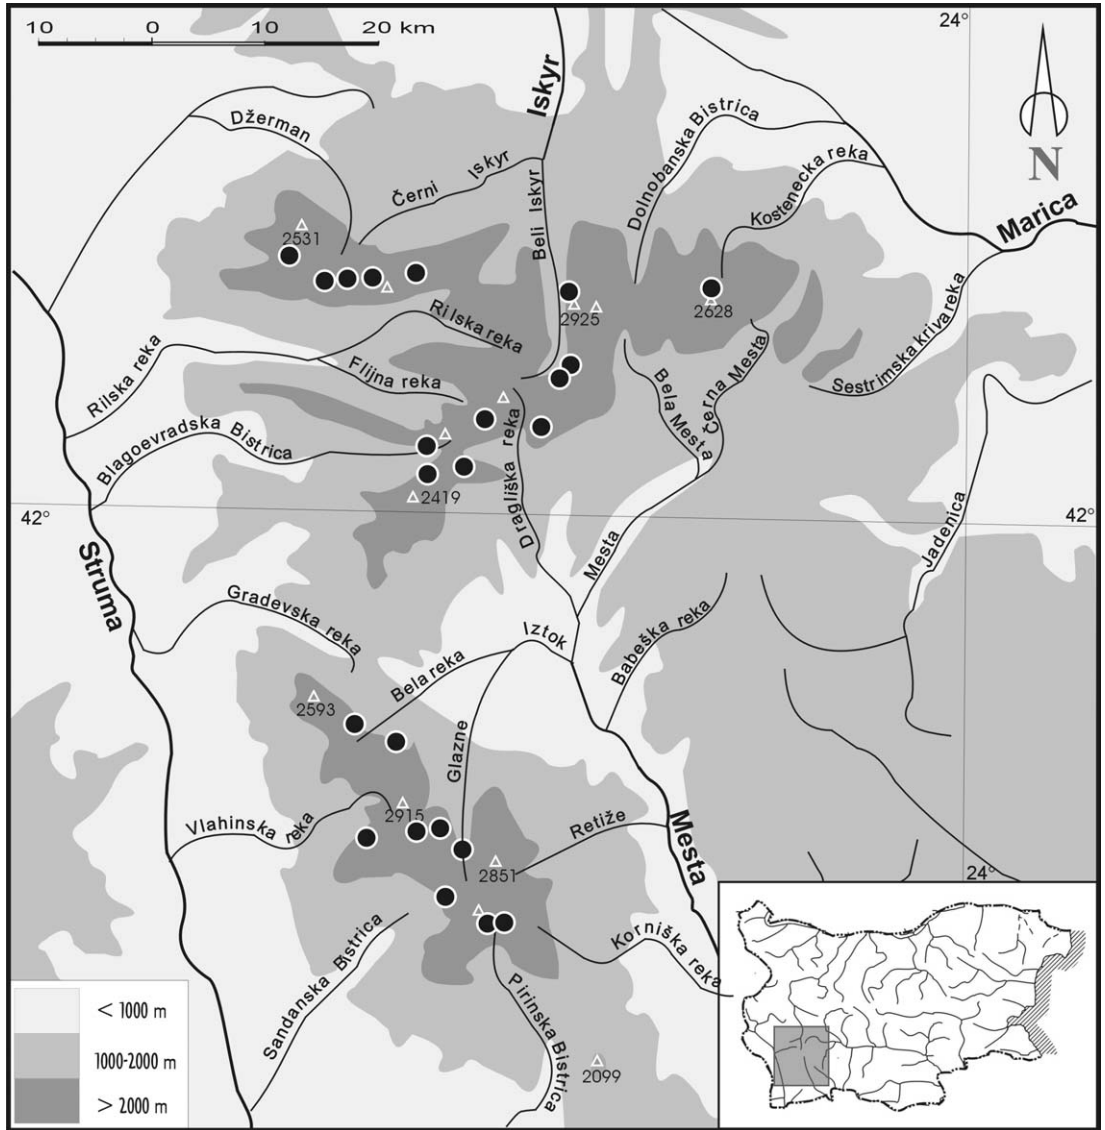 10 0 10 20 km
24°
N
Iskyr
Džerman
Černi Iskyr
Beli Iskyr
Dolnobanska Bistrica
Kostenecka reka
Marica
2531
2925
2628
Rilska reka
Rilska reka
Flijna reka
Sestrimska krivareka
Bela Mesta
Černa Mesta
Blagoevradska Bistrica
Dragliška reka
2419
42°
42°
Struma
Mesta
Jadenica
Gradevska reka
Bela reka
Iztok
Babeška reka
2593
Glazne
2915
Vlahinska reka
Retiže
Mesta
2851
24°
Sandanska Bistrica
Korniška reka
Pirinska Bistrica
2099
< 1000 m
1000-2000 m
> 2000 m